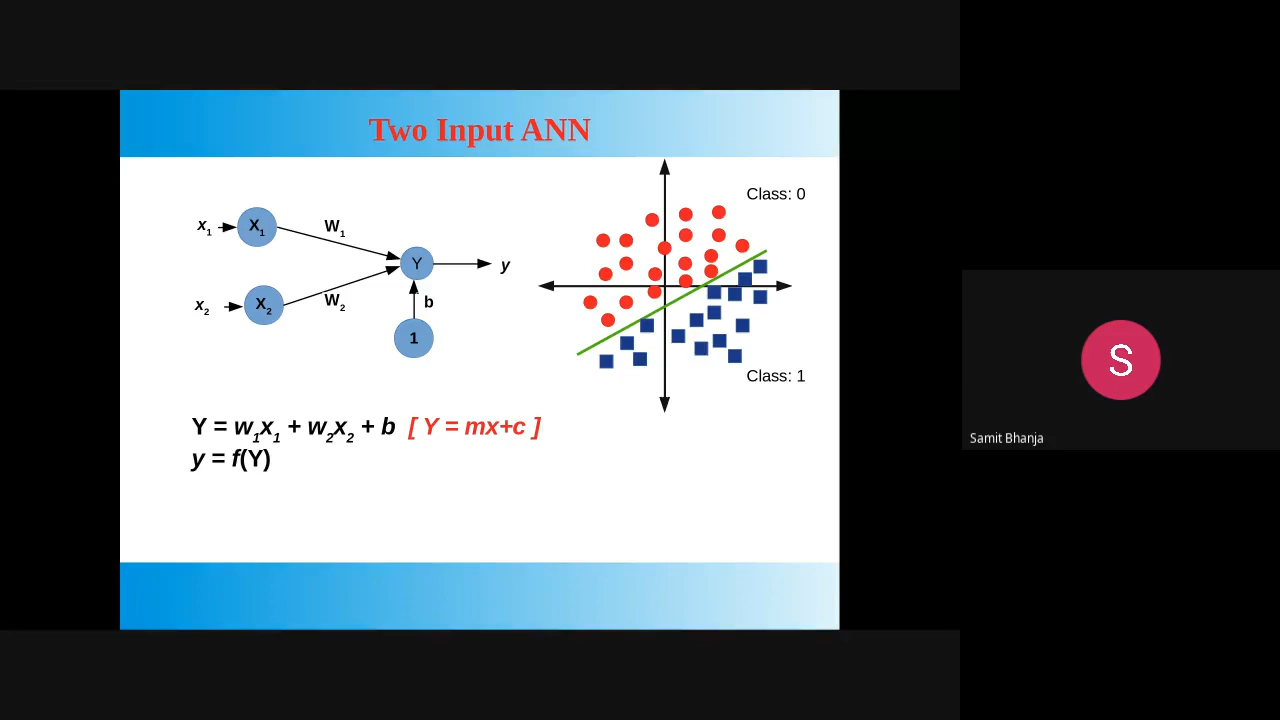 Two Input ANN
x1
X1
W1
x2
X2
W2
Y
y
b
1
Class: 0
Class: 1
Y = w1x1 + w2x2 + b [ Y = mx+c ]
y = f(Y)
S
Samit Bhanja